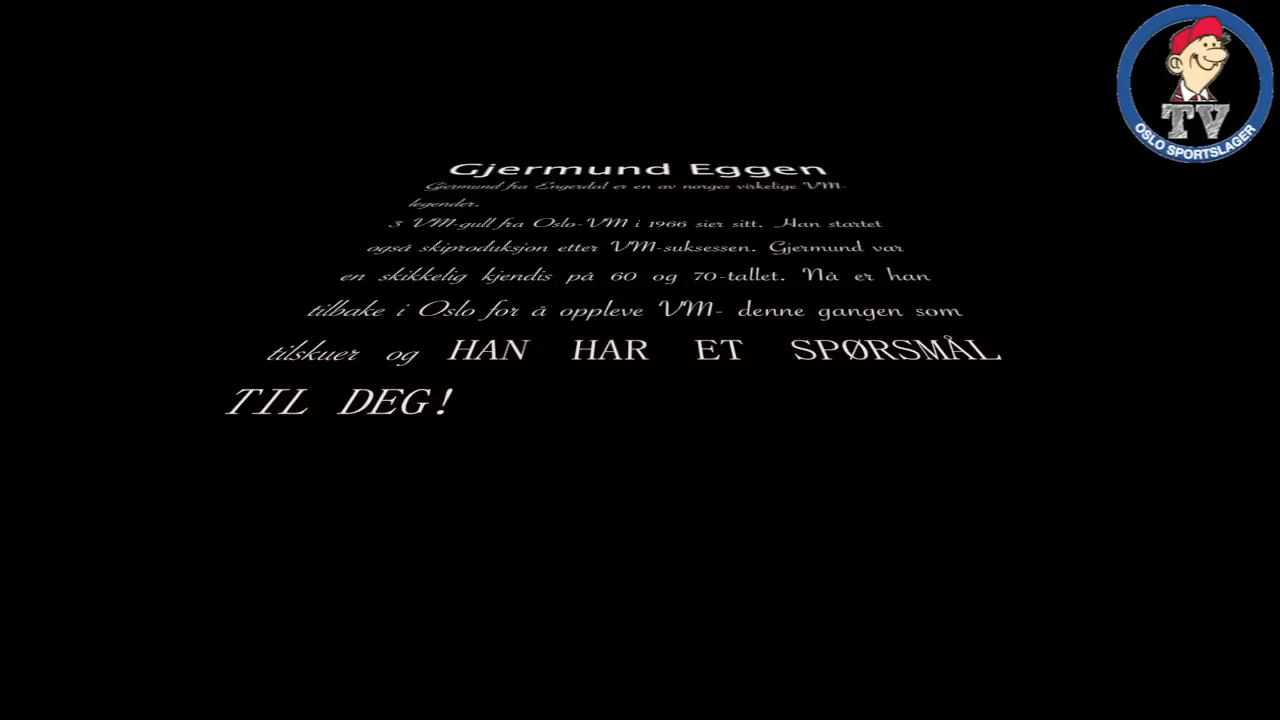 Gjermund Eggen
Gjermund fra Engerdal er en av norges virkelige VM-
legender.
3 VM-gull fra Oslo-VM i 1966 sier sitt. Han startet
også skiproduksjon etter VM-suksessen. Gjermund var
en skikkelig kjendis på 60 og 70-tallet. Nå er han
tilbake i Oslo for å oppleve VM- denne gangen som
tilskuer og HAN HAR ET SPØRSMÅL
TIL DEG!
TV
OSLO SPORTSLAGER